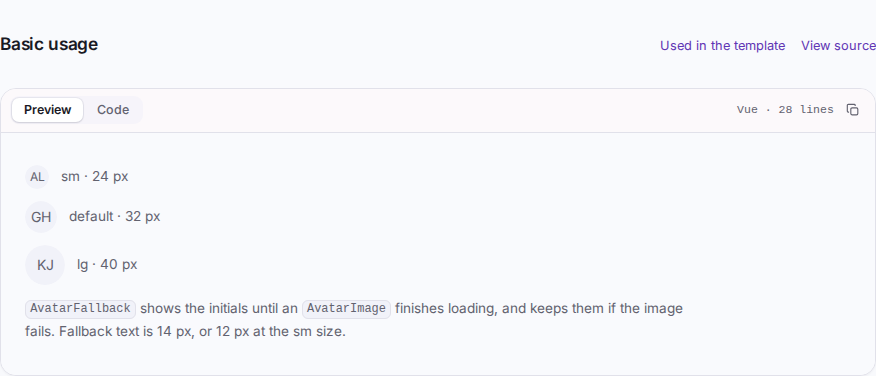 Basic usage
Used in the template View source
Preview Code Vue · 28 lines
AL sm · 24 px
GH default · 32 px
KJ lg · 40 px
AvatarFallback shows the initials until an AvatarImage finishes loading, and keeps them if the image
fails. Fallback text is 14 px, or 12 px at the sm size.